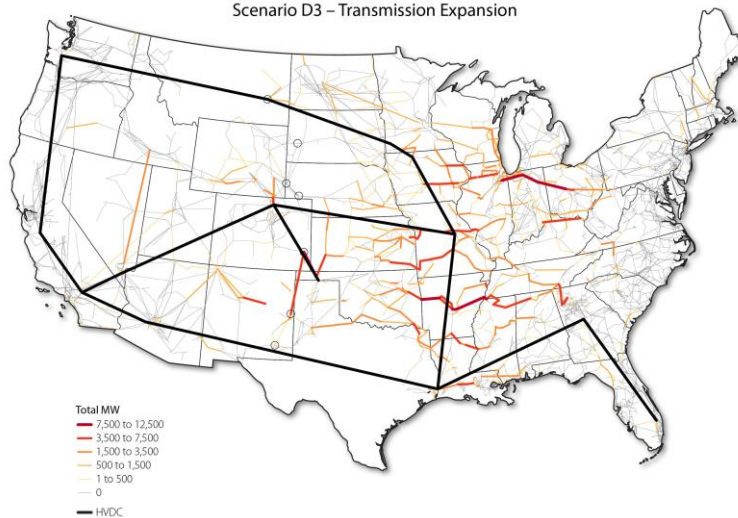 Scenario D3 – Transmission Expansion
Total MW
7,500 to 12,500
3,500 to 7,500
1,500 to 3,500
500 to 1,500
1 to 500
0
HVDC